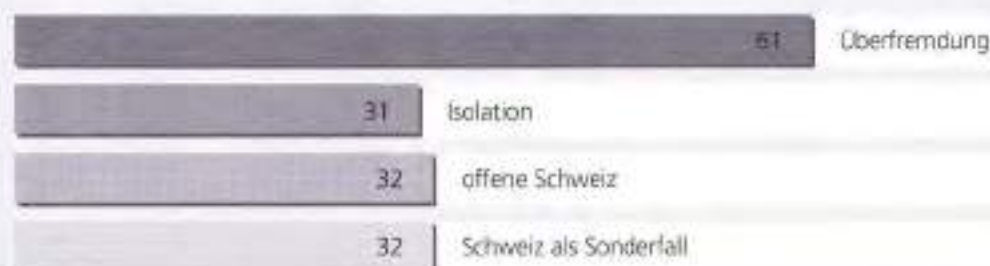 61 Überfremdung
31 Isolation
32 offene Schweiz
32 Schweiz als Sonderfall